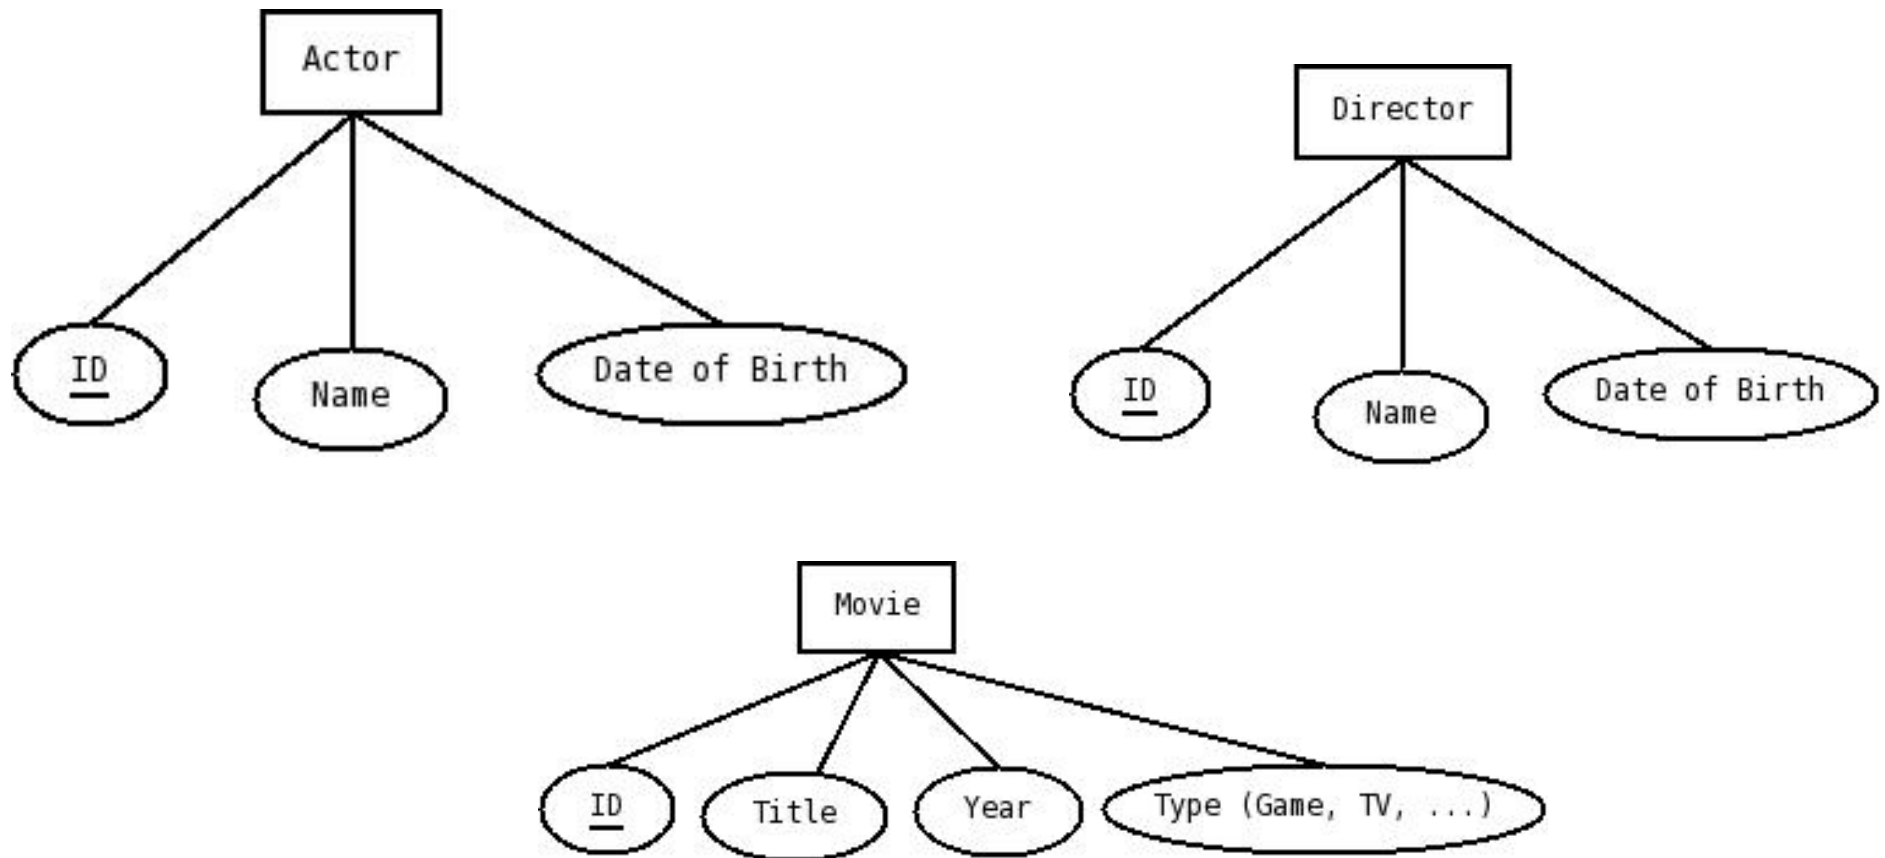 Actor
ID
Name
Date of Birth
Director
ID
Name
Date of Birth
Movie
ID
Title
Year
Type (Game, TV, ...)